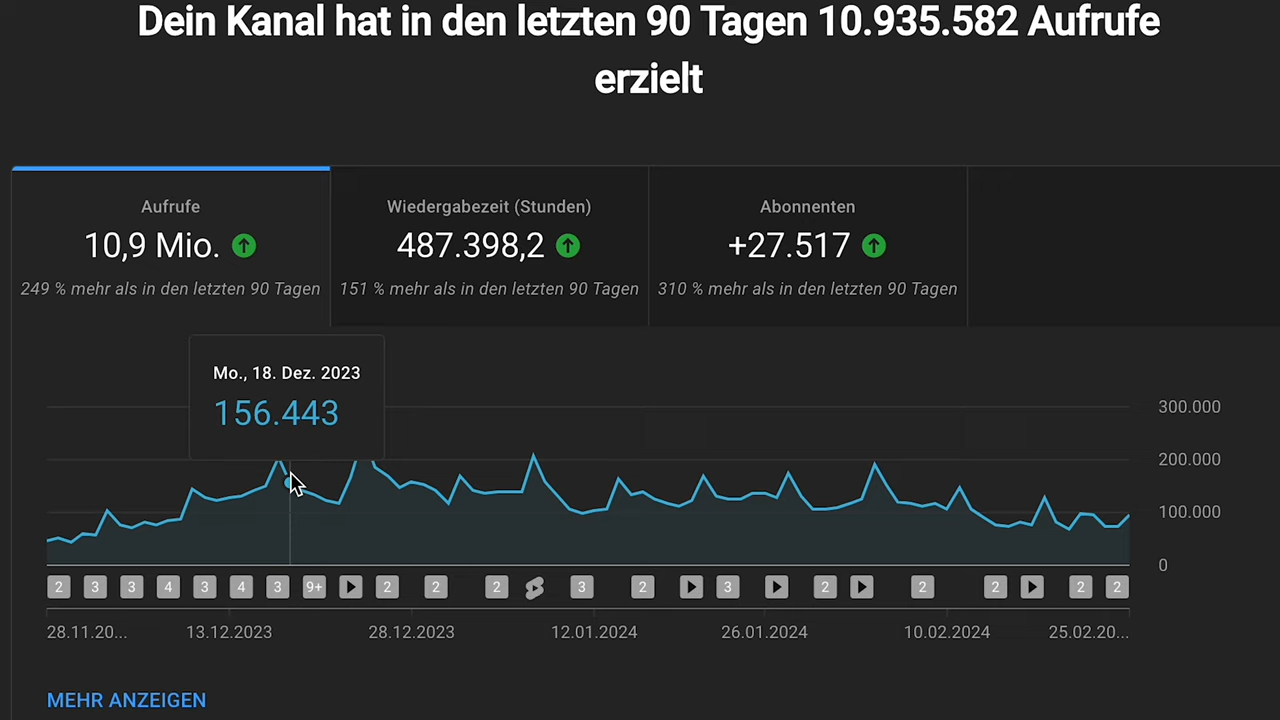 Dein Kanal hat in den letzten 90 Tagen 10.935.582 Aufrufe
erzielt
Aufrufe
10,9 Mio.
249 % mehr als in den letzten 90 Tagen
Wiedergabezeit (Stunden)
487.398,2
151 % mehr als in den letzten 90 Tagen
Abonnenten
+27.517
310 % mehr als in den letzten 90 Tagen
Mo., 18. Dez. 2023
156.443
300.000
200.000
100.000
0
2 3 3 4 3 4 3 9+ 2 2 2 3 2 3 2 2 2 2 2
28.11.20... 13.12.2023 28.12.2023 12.01.2024 26.01.2024 10.02.2024 25.02.20...
MEHR ANZEIGEN